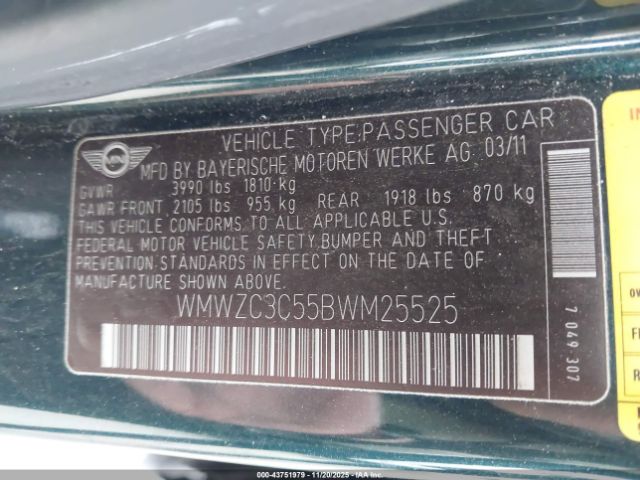 MINI
VEHICLE TYPE:PASSENGER CAR
MFD BY BAYERISCHE MOTOREN WERKE AG 03/11
GVWR 3990 lbs 1810 kg
GAWR FRONT 2105 lbs 955 kg REAR 1918 lbs 870 kg
THIS VEHICLE CONFORMS TO ALL APPLICABLE U.S.
FEDERAL MOTOR VEHICLE SAFETY,BUMPER AND THEFT
PREVENTION STANDARDS IN EFFECT ON THE DATE OF
MANUFACTURE SHOWN ABOVE.
WMWZC3C55BWM25525
7 049 307
000-43751979 - 11/20/2025 - IAAI.COM